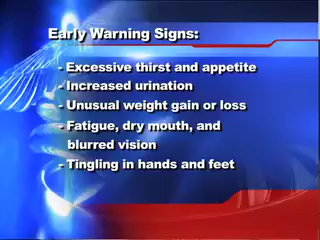 Early Warning Signs:
- Excessive thirst and appetite
- Increased urination
- Unusual weight gain or loss
- Fatigue, dry mouth, and
blurred vision
- Tingling in hands and feet